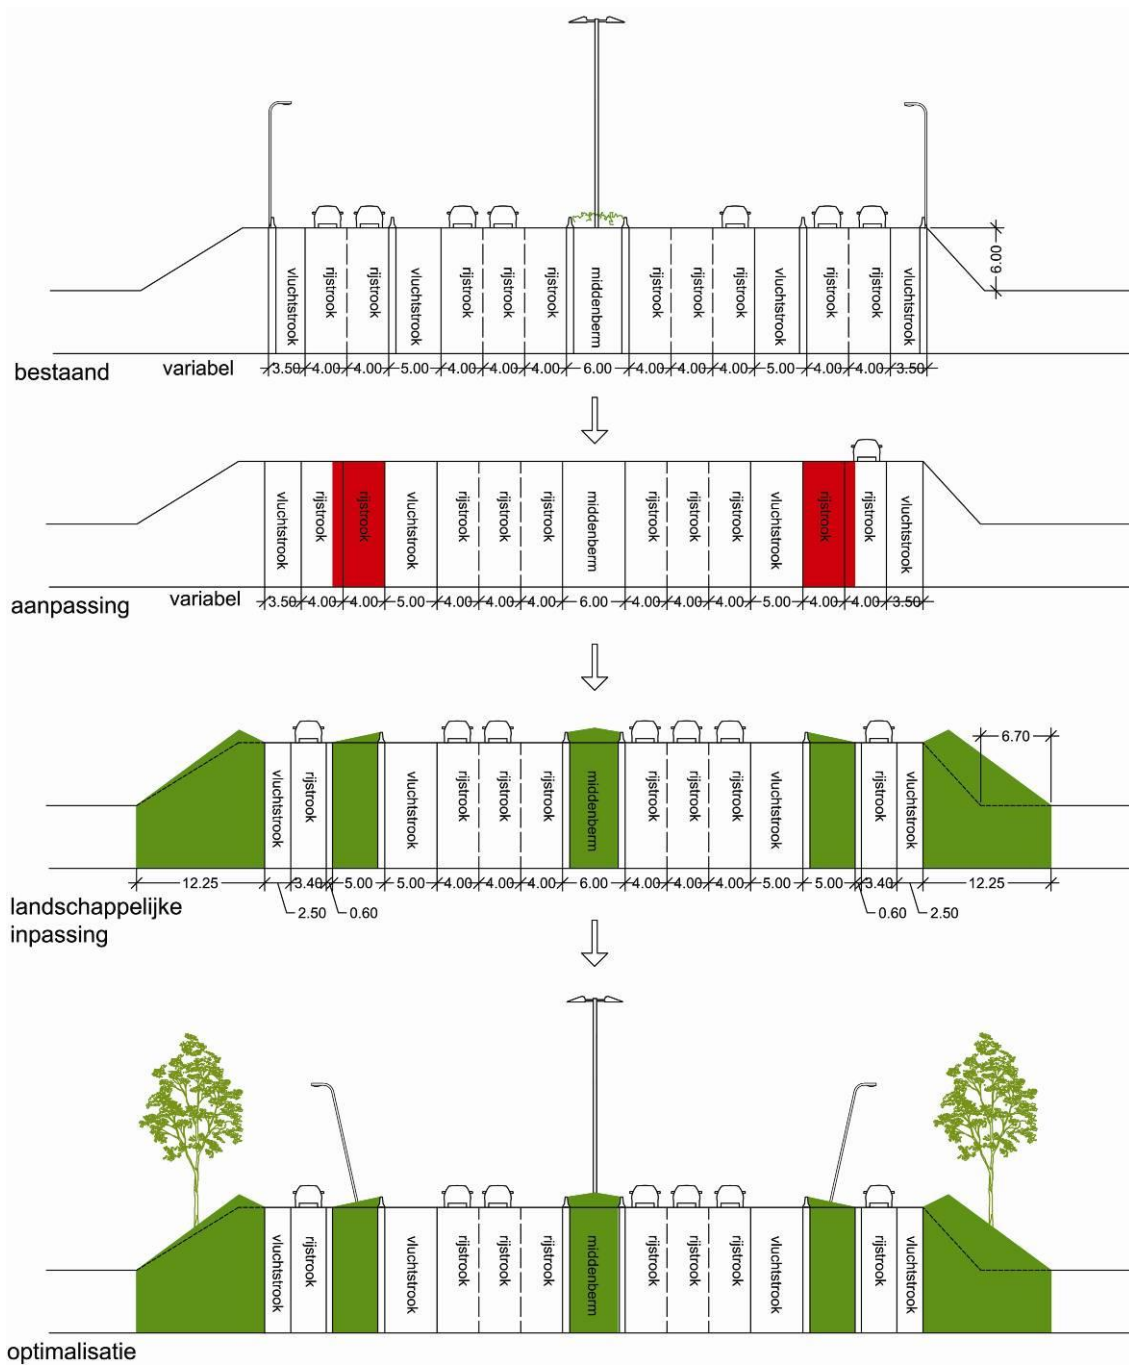 vluchtstrook
rijstrook
rijstrook
vluchtstrook
rijstrook
rijstrook
rijstrook
middenberm
rijstrook
rijstrook
rijstrook
vluchtstrook
rijstrook
rijstrook
vluchtstrook
6.00
bestaand
variabel
3.50 4.00 4.00 5.00 4.00 4.00 4.00 6.00 4.00 4.00 4.00 5.00 4.00 4.00 3.50
vluchtstrook
rijstrook
rijstrook
vluchtstrook
rijstrook
rijstrook
rijstrook
middenberm
rijstrook
rijstrook
rijstrook
vluchtstrook
rijstrook
rijstrook
vluchtstrook
aanpassing
variabel
3.50 4.00 4.00 5.00 4.00 4.00 4.00 6.00 4.00 4.00 4.00 5.00 4.00 4.00 3.50
6.70
vluchtstrook
rijstrook
vluchtstrook
rijstrook
rijstrook
rijstrook
middenberm
rijstrook
rijstrook
rijstrook
vluchtstrook
rijstrook
vluchtstrook
12.25 3.40 5.00 5.00 4.00 4.00 4.00 6.00 4.00 4.00 4.00 5.00 5.00 3.40 12.25
2.50 0.60 0.60 2.50
landschappelijke
inpassing
vluchtstrook
rijstrook
vluchtstrook
rijstrook
rijstrook
rijstrook
middenberm
rijstrook
rijstrook
rijstrook
vluchtstrook
rijstrook
vluchtstrook
optimalisatie